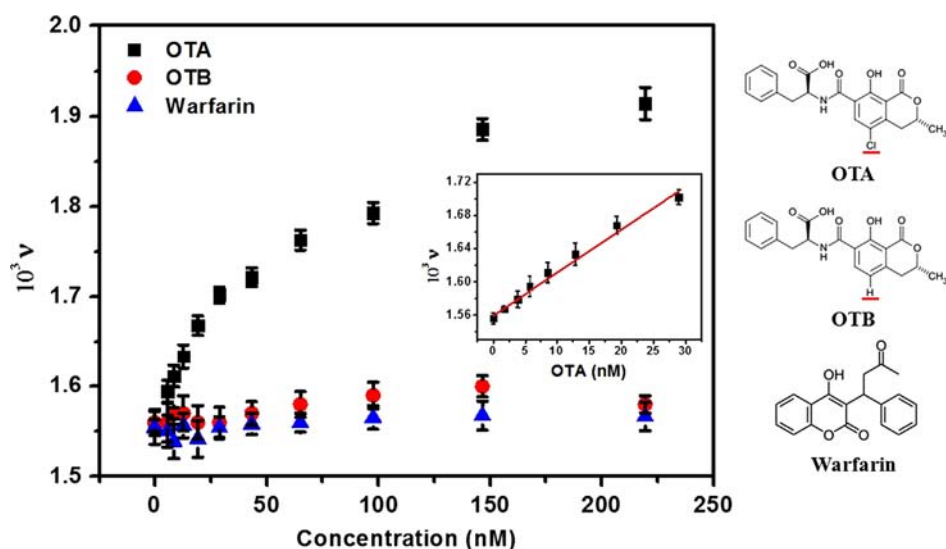 2.0
1.9
1.8
1.7
1.6
1.5
10³ ν
0
50
100
150
200
250
Concentration (nM)
OTA
OTB
Warfarin
1.72
1.68
1.64
1.60
1.56
10³ ν
0
5
10
15
20
25
30
OTA (nM)
OH
O
O
OH
O
N
H
O
CH₃
Cl
OTA
OH
O
O
OH
O
N
H
O
CH₃
H
OTB
O
OH
O
O
Warfarin